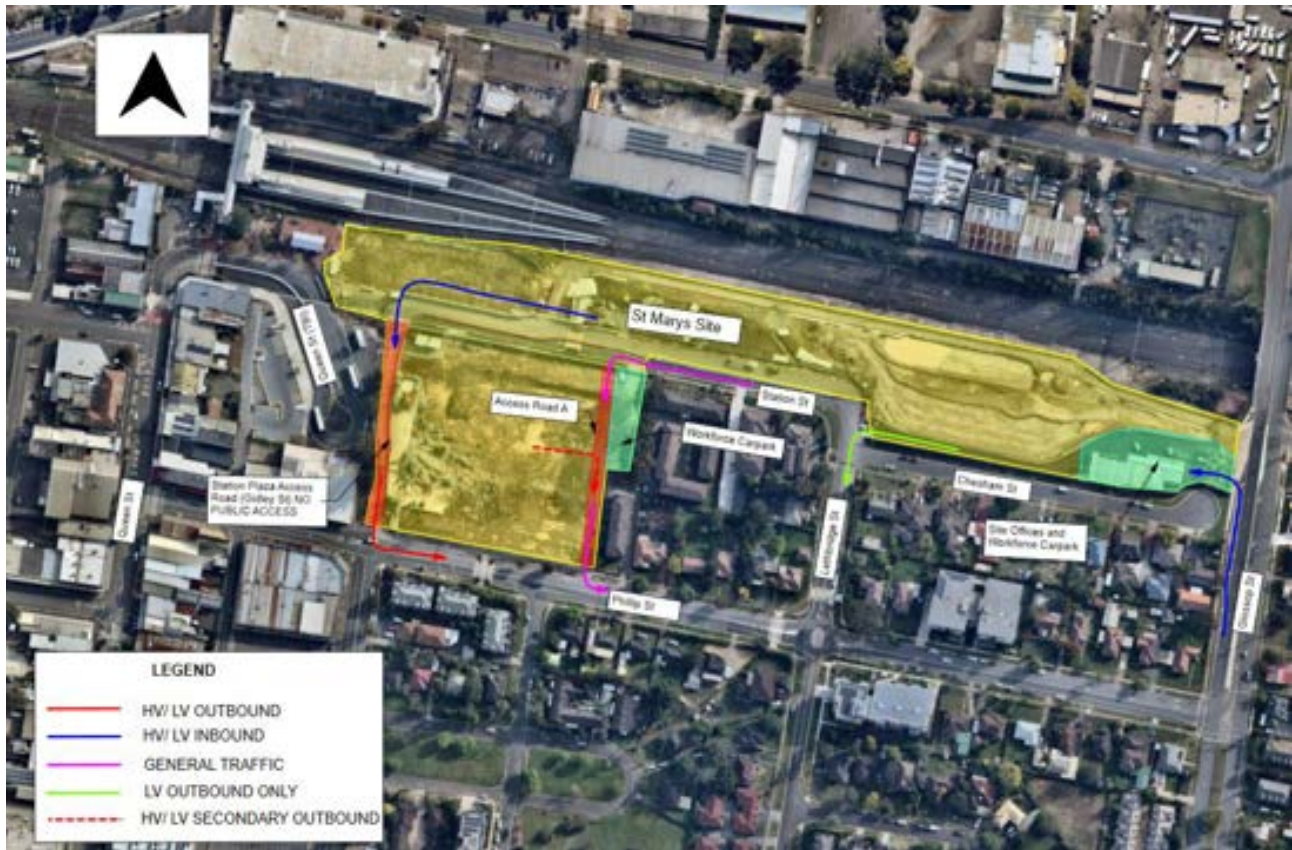 St Marys Site
Station St
Access Road A
Workforce Carpark
Station Plaza Access
Road (Gidley St) NO
PUBLIC ACCESS
Queen St
Chesham St
Site Offices and
Workforce Carpark
Lethbridge St
Glossop St
Phillip St
LEGEND
HV/ LV OUTBOUND
HV/ LV INBOUND
GENERAL TRAFFIC
LV OUTBOUND ONLY
HV/ LV SECONDARY OUTBOUND